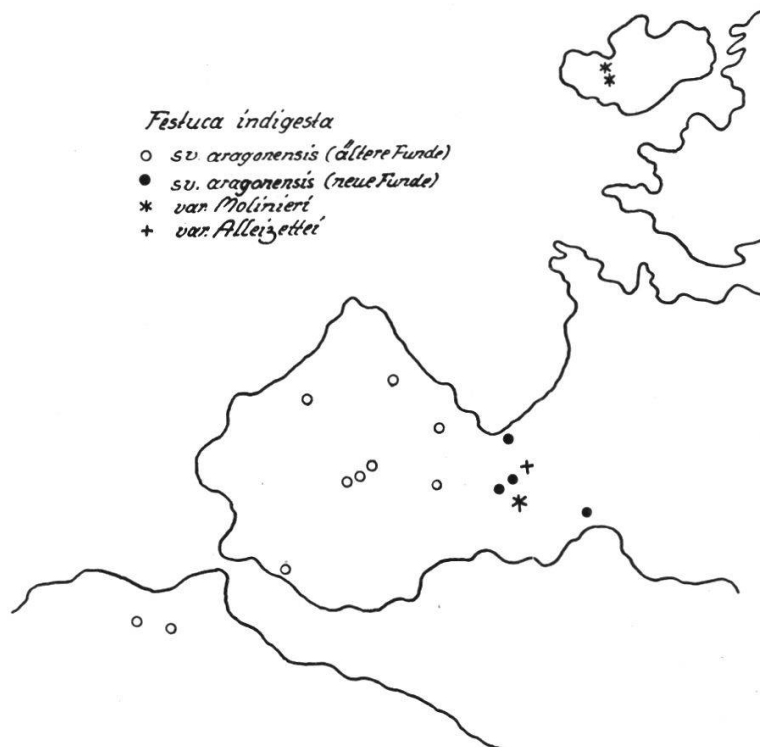 Festuca indigesta
○ sv. aragonensis (ältere Funde)
● sv. aragonensis (neue Funde)
* var. Molinieri
+ var. Alleizettei